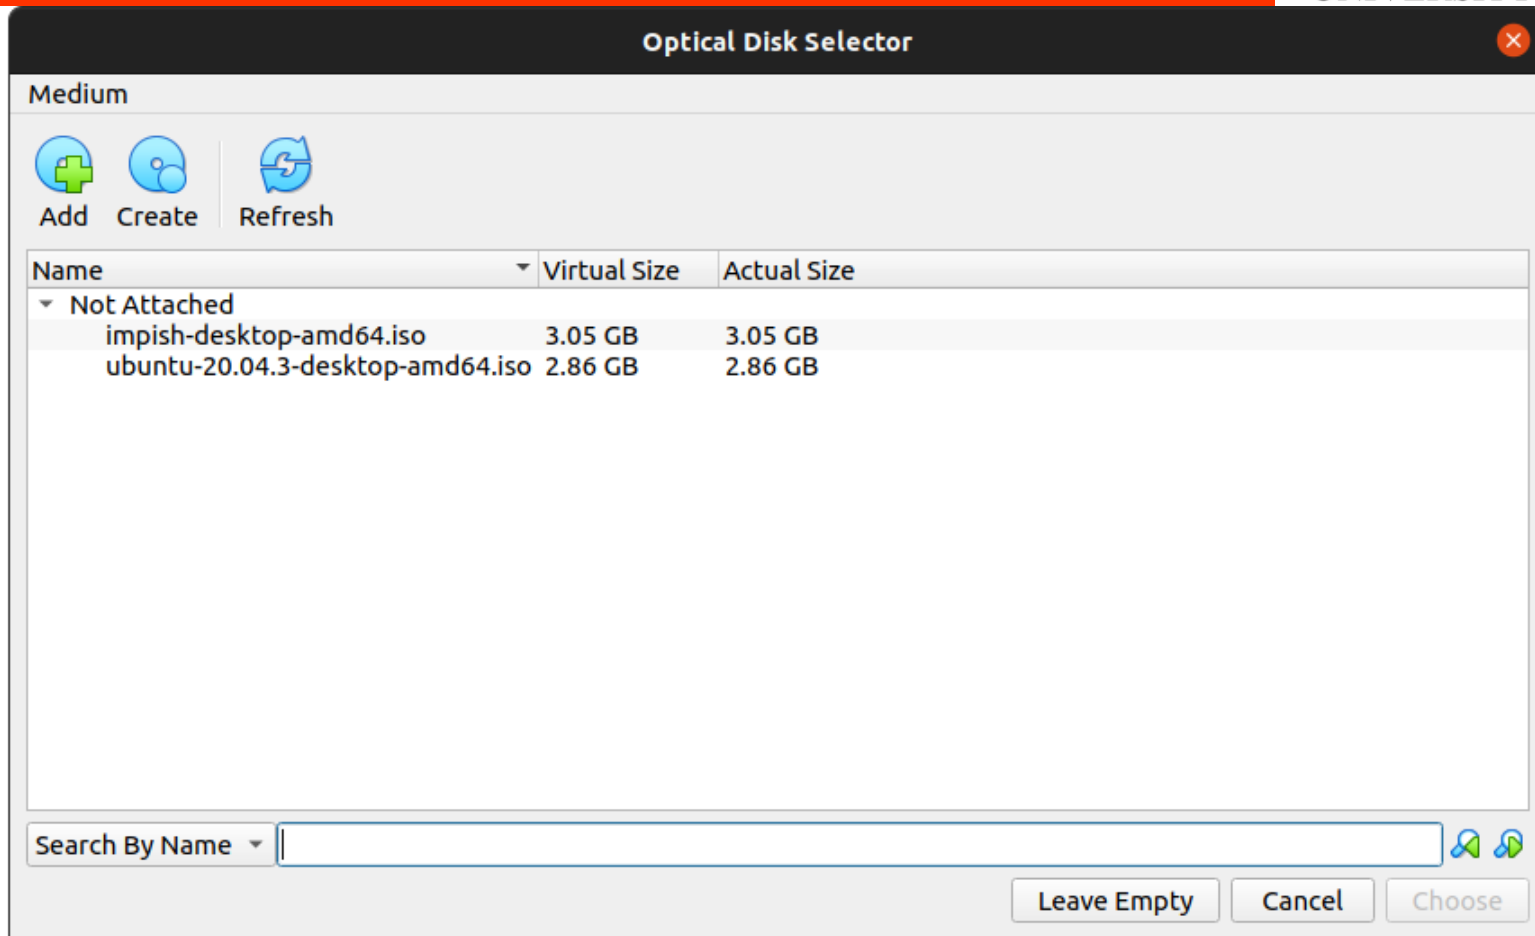 Optical Disk Selector
Medium
Add Create Refresh
Name Virtual Size Actual Size
Not Attached
impish-desktop-amd64.iso 3.05 GB 3.05 GB
ubuntu-20.04.3-desktop-amd64.iso 2.86 GB 2.86 GB
Search By Name
Leave Empty Cancel Choose